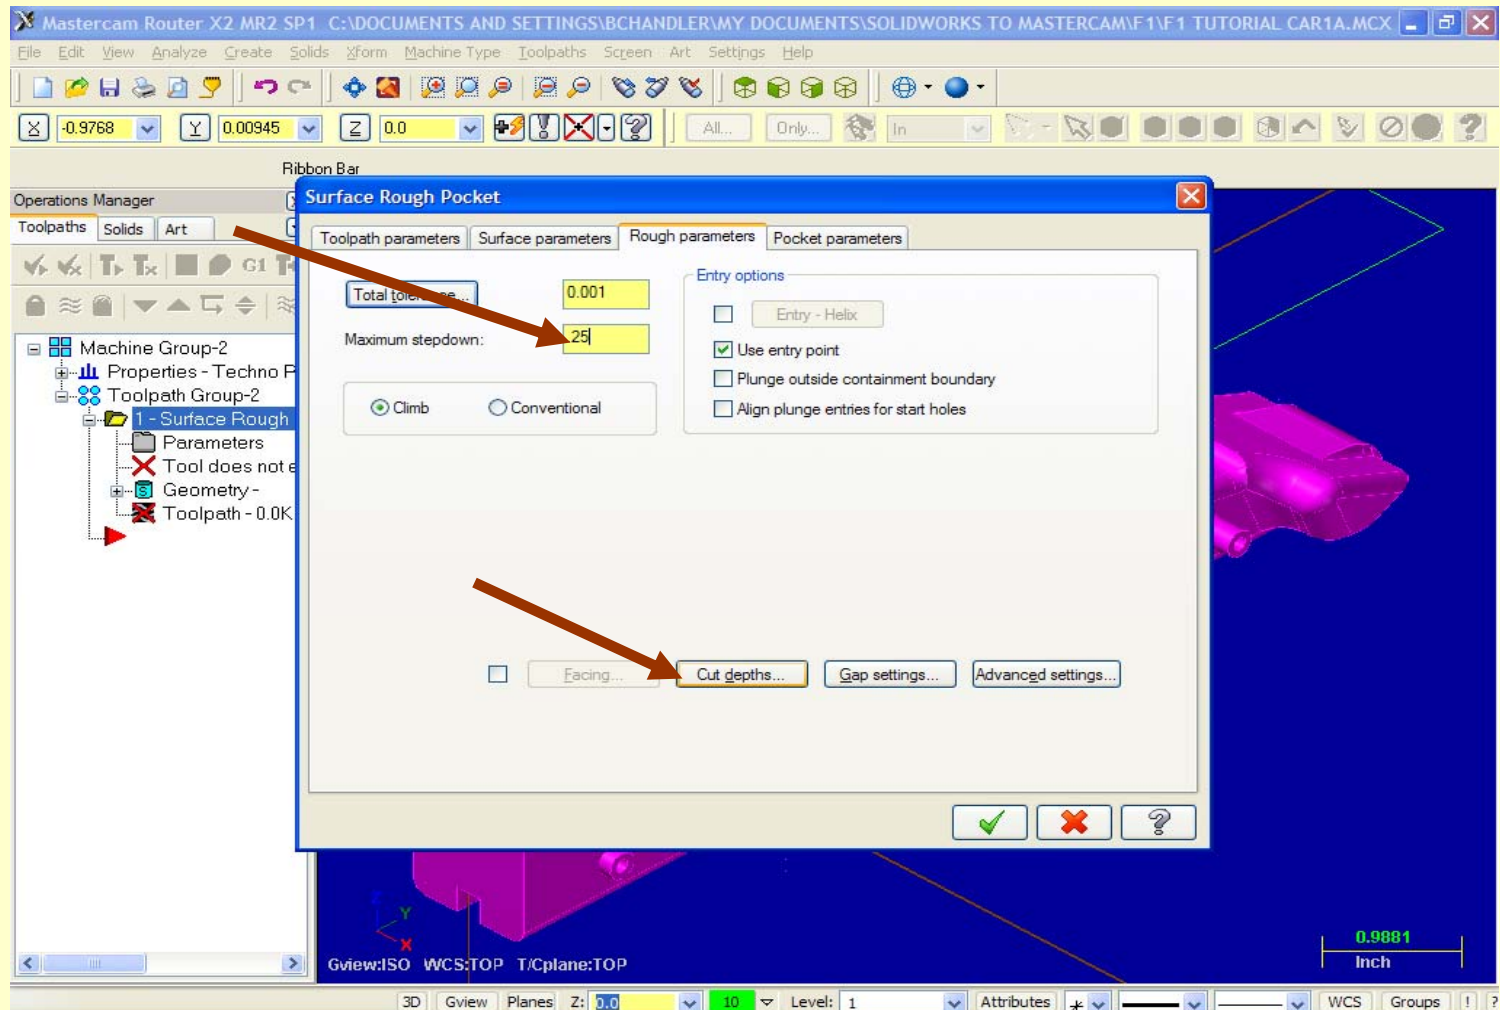 Mastercam Router X2 MR2 SP1 C:\DOCUMENTS AND SETTINGS\BCHANDLER\MY DOCUMENTS\SOLIDWORKS TO MASTERCAM\F1\F1 TUTORIAL CAR1A.MCX
File Edit View Analyze Create Solids Xform Machine Type Toolpaths Screen Art Settings Help
X -0.9768 Y 0.00945 Z 0.0 All... Only... In
Ribbon Bar
Operations Manager
Toolpaths Solids Art
G1
Machine Group-2
Properties - Techno
Toolpath Group-2
1 - Surface Rough
Parameters
Tool does not
Geometry -
Toolpath - 0.0K
Surface Rough Pocket
Toolpath parameters Surface parameters Rough parameters Pocket parameters
Total 0.001
Maximum stepdown: .25
Climb Conventional
Entry options
Entry - Helix
Use entry point
Plunge outside containment boundary
Align plunge entries for start holes
Facing... Cut depths... Gap settings... Advanced settings...
Z
Y
X
Gview:ISO WCS:TOP T/Cplane:TOP
0.9881
Inch
3D Gview Planes Z: 0.0 10 Level: 1 Attributes WCS Groups ! ?